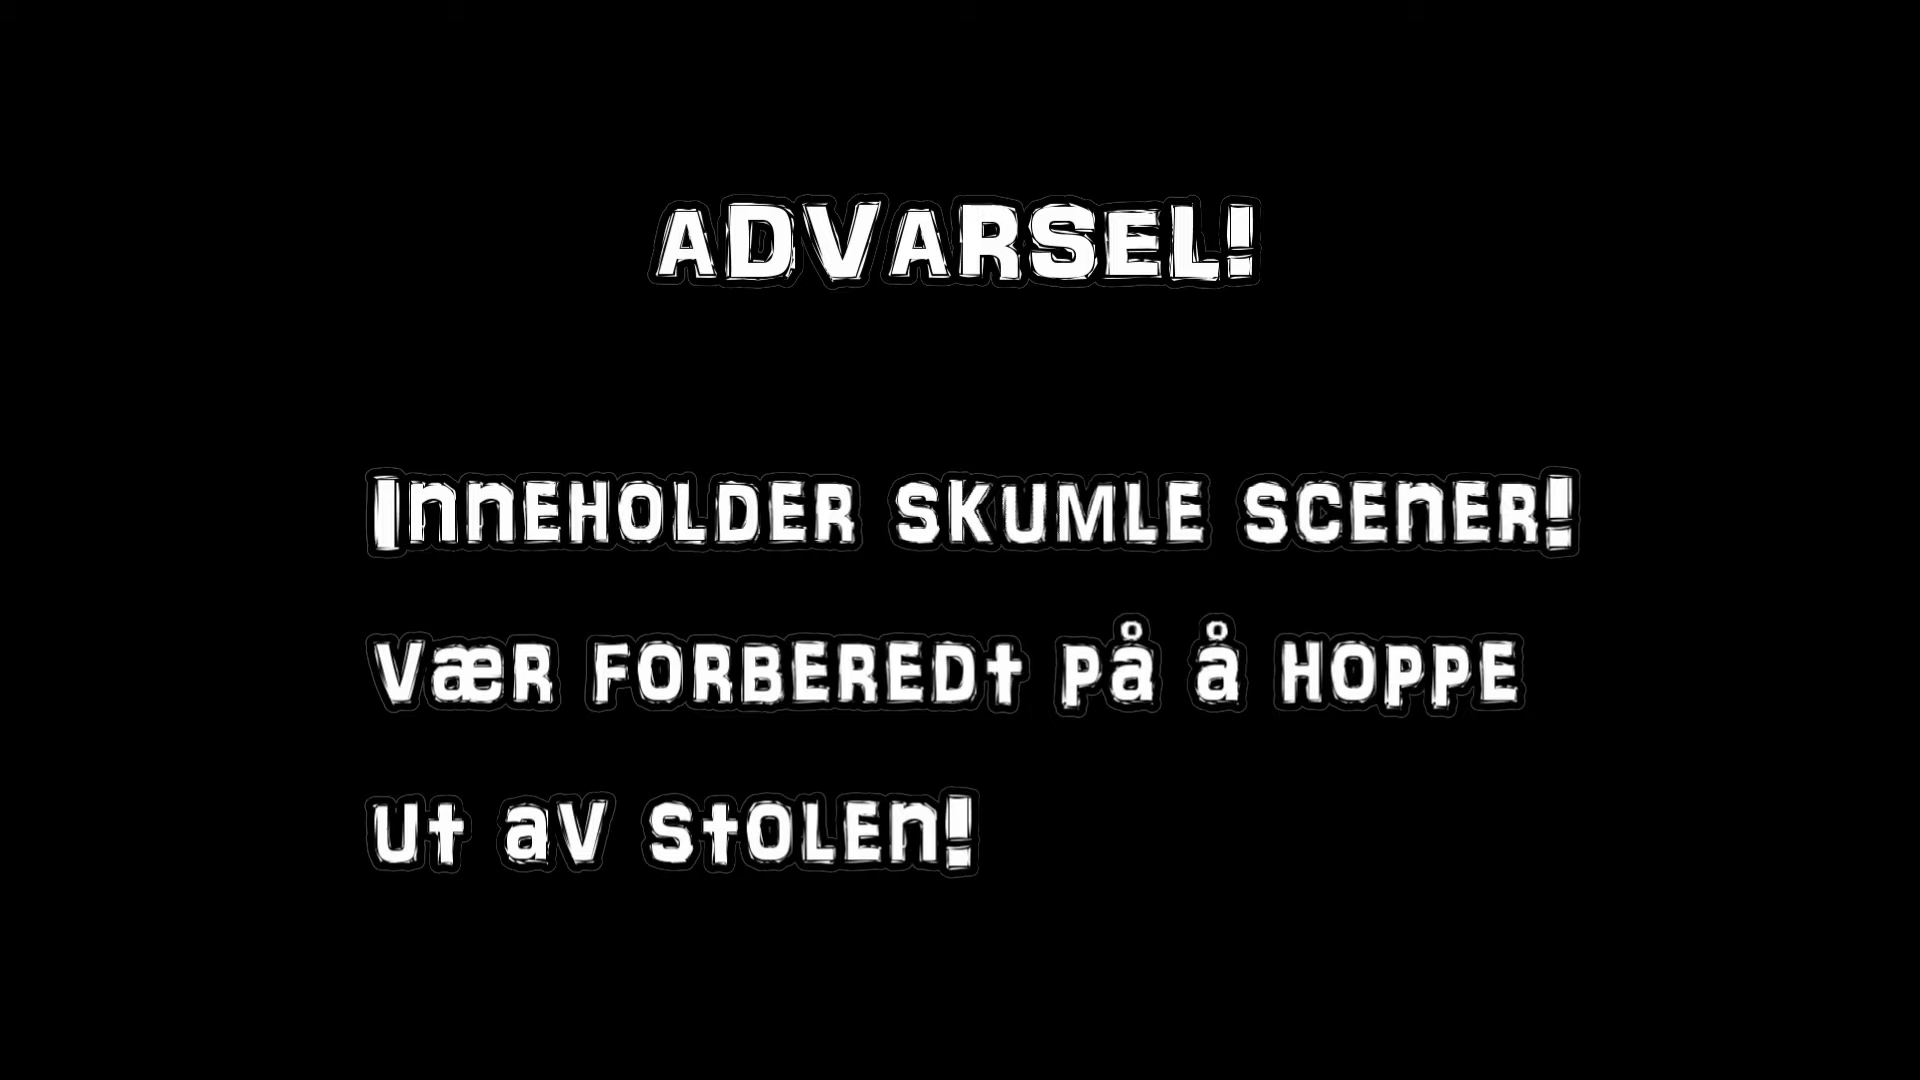 ADVARSEL!
Inneholder skumle scener!
Vær forberedt på å hoppe
ut av stolen!